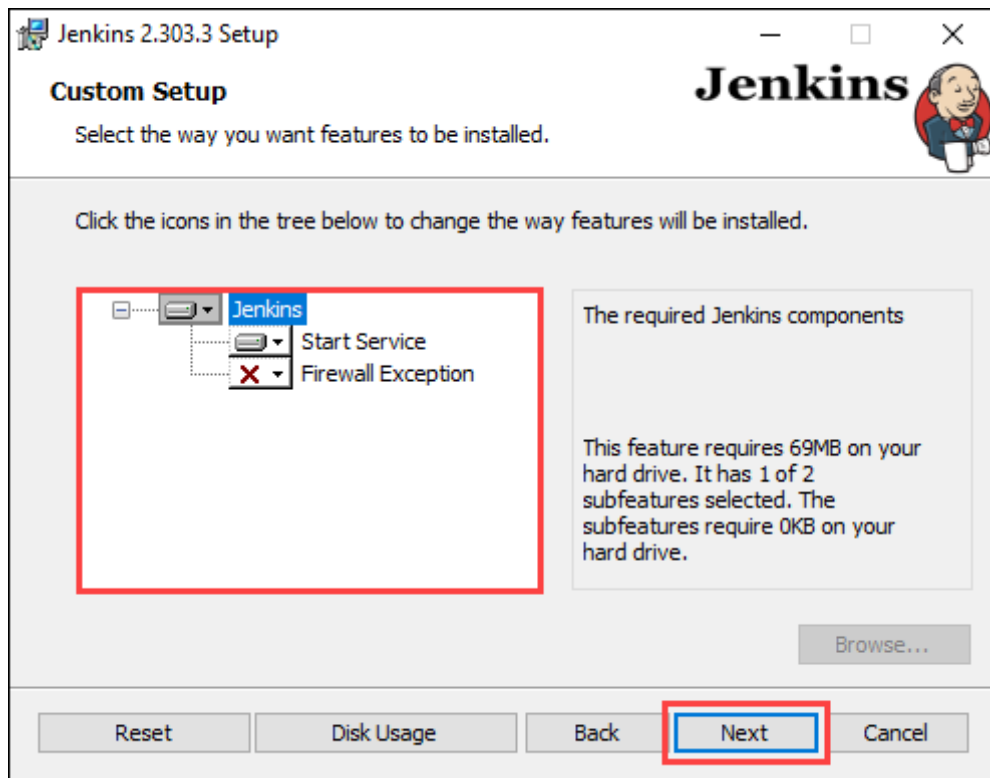 Jenkins 2.303.3 Setup
Custom Setup
Jenkins
Select the way you want features to be installed.
Click the icons in the tree below to change the way features will be installed.
Jenkins
Start Service
Firewall Exception
The required Jenkins components
This feature requires 69MB on your
hard drive. It has 1 of 2
subfeatures selected. The
subfeatures require 0KB on your
hard drive.
Browse...
Reset
Disk Usage
Back
Next
Cancel